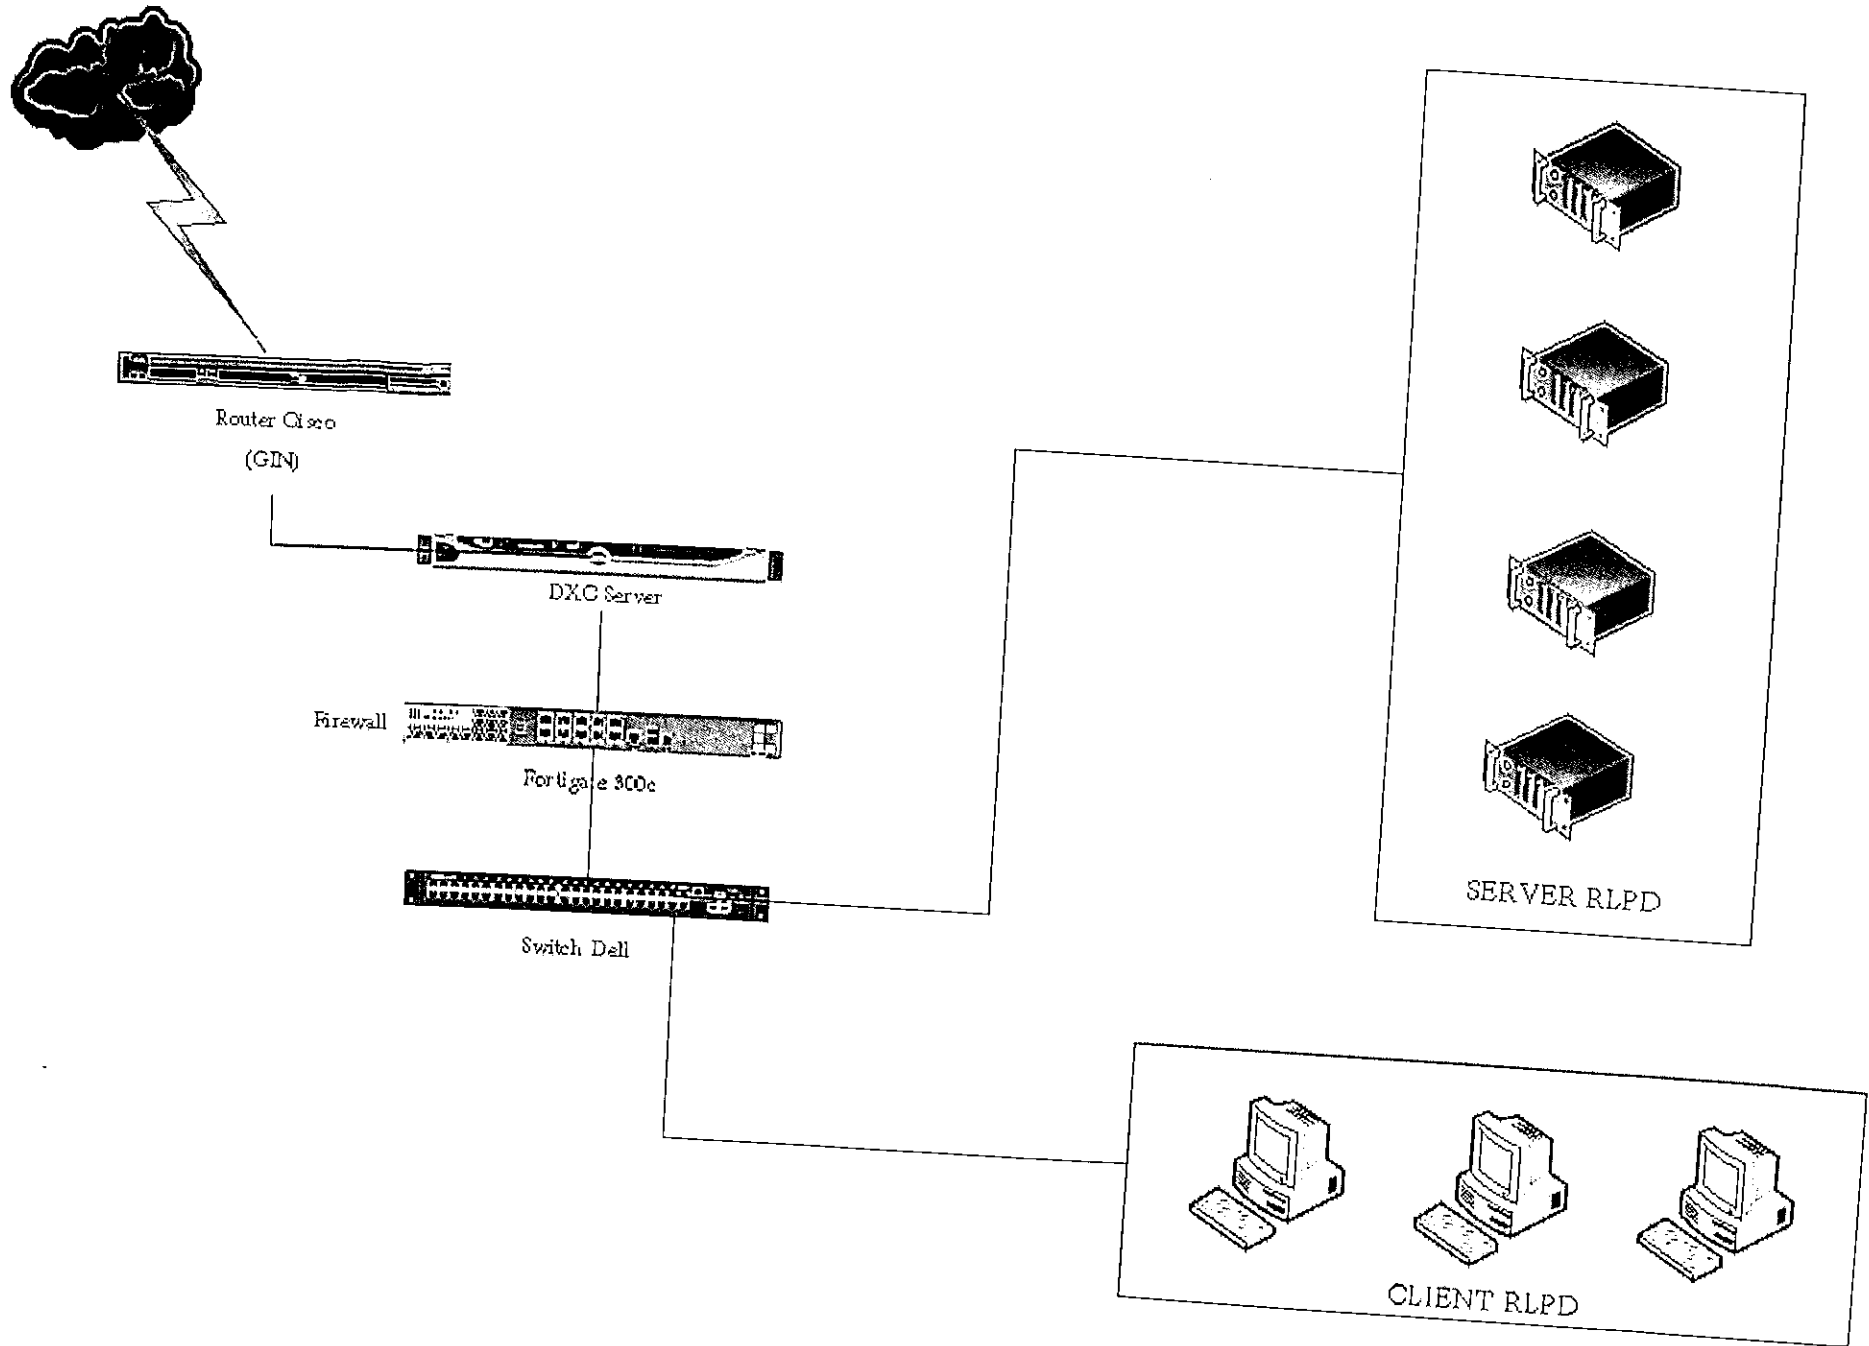 Router Cisco
(GIN)
DXC Server
Firewall
Fortigate 300c
Switch Dell
SERVER RLPD
CLIENT RLPD